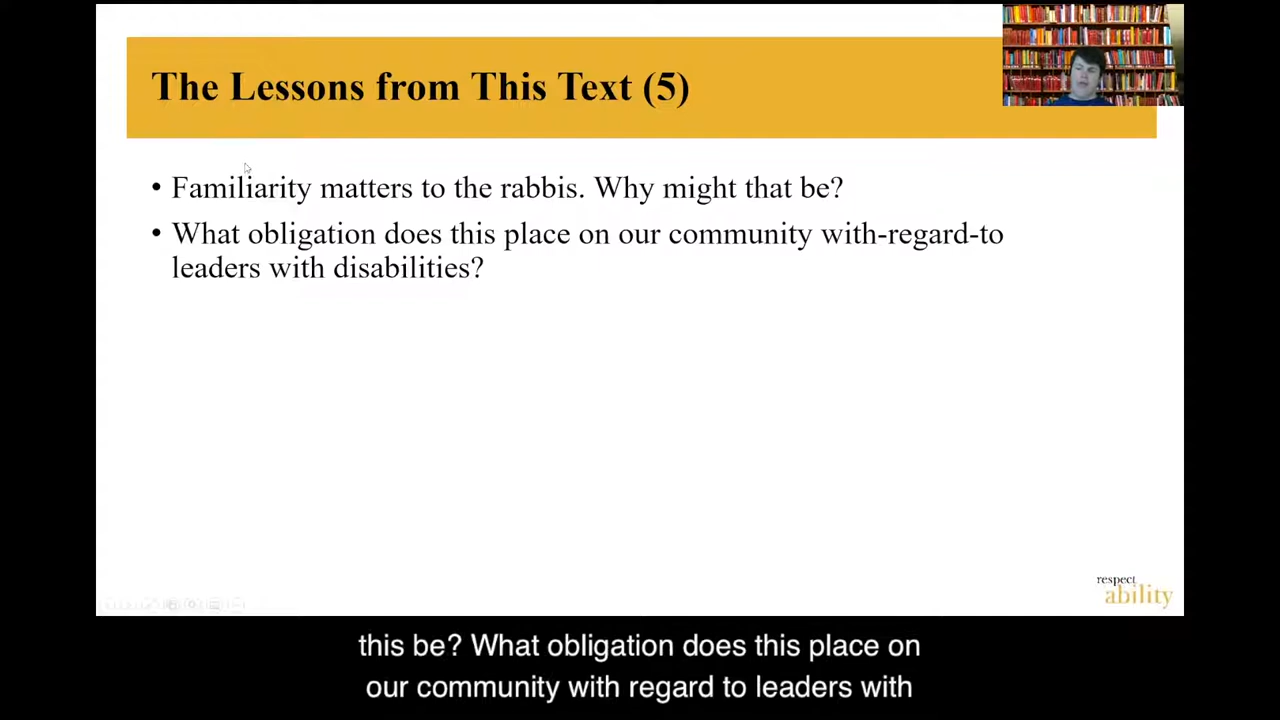 The Lessons from This Text (5)
• Familiarity matters to the rabbis. Why might that be?
• What obligation does this place on our community with-regard-to
leaders with disabilities?
respect
ability
this be? What obligation does this place on
our community with regard to leaders with